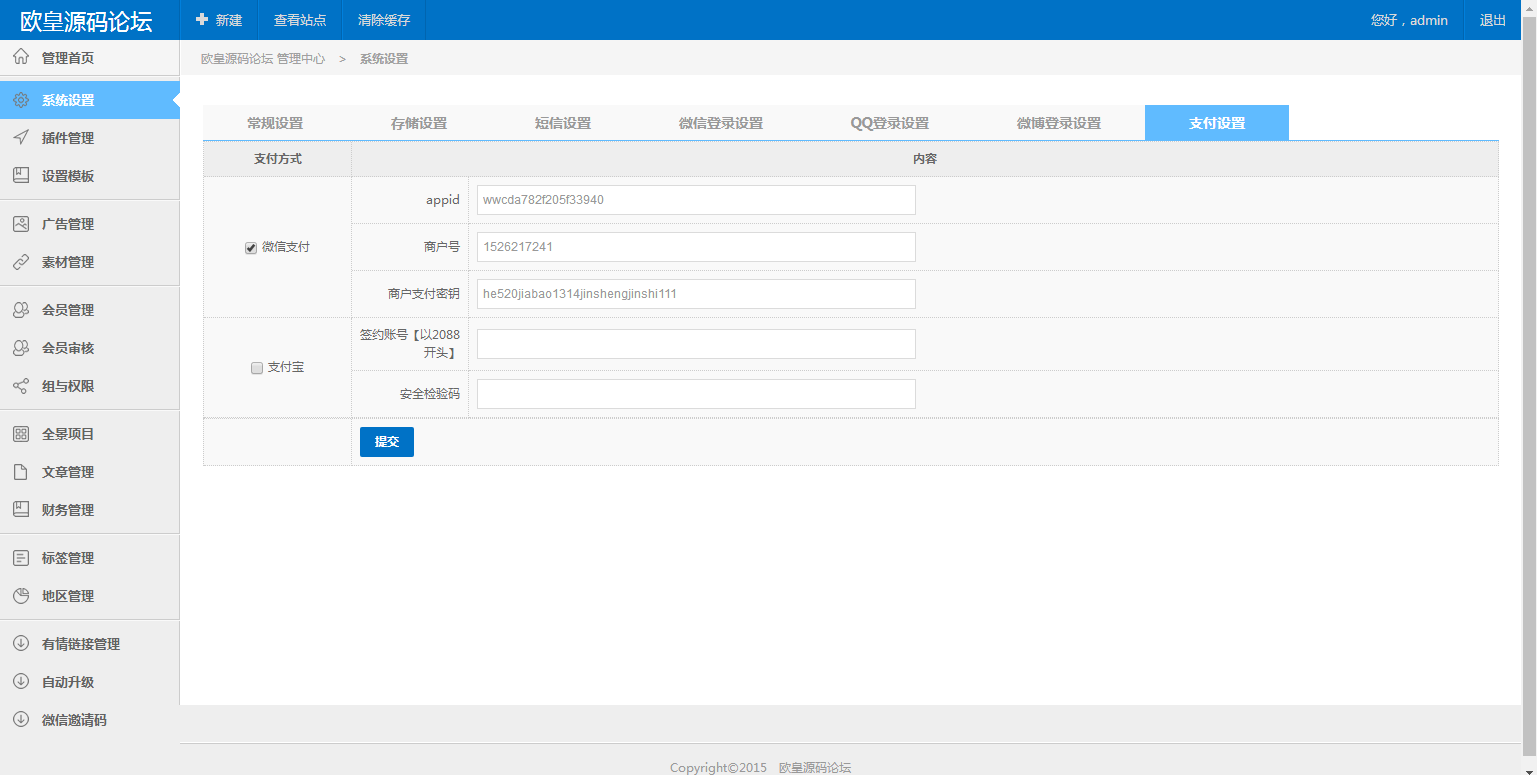 欧皇源码论坛
新建 查看站点 清除缓存 您好，admin 退出
管理首页
系统设置
插件管理
设置模板
广告管理
素材管理
会员管理
会员审核
组与权限
全景项目
文章管理
财务管理
标签管理
地区管理
有情链接管理
自动升级
微信邀请码
欧皇源码论坛 管理中心 > 系统设置
常规设置 存储设置 短信设置 微信登录设置 QQ登录设置 微博登录设置 支付设置
支付方式 内容
微信支付
appid wwcda782f205f33940
商户号 1526217241
商户支付密钥 he520jiabao1314jinshengjinshi111
支付宝
签约账号【以2088
开头】
安全检验码
提交
Copyright©2015 欧皇源码论坛